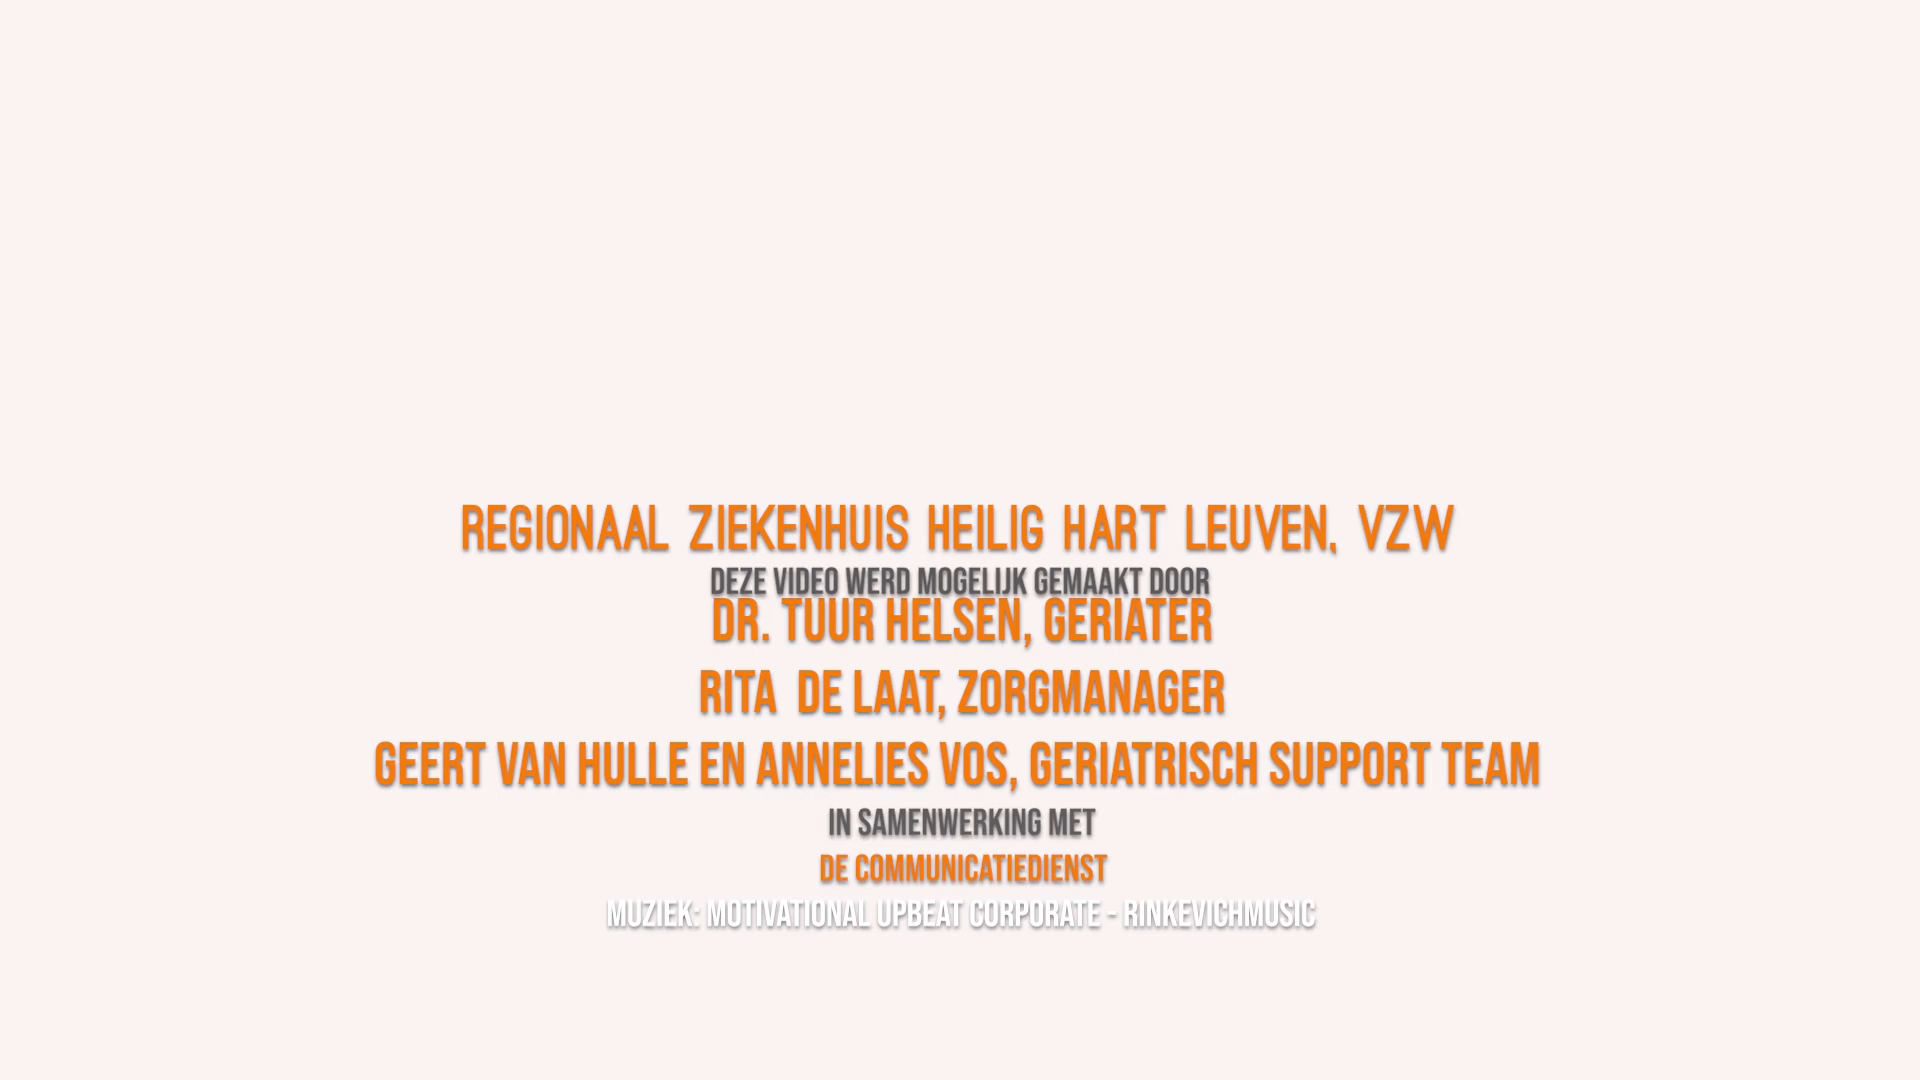 REGIONAAL ZIEKENHUIS HEILIG HART LEUVEN, VZW
DEZE VIDEO WERD MOGELIJK GEMAAKT DOOR
DR. TUUR HELSEN, GERIATER
RITA DE LAAT, ZORGMANAGER
GEERT VAN HULLE EN ANNELIES VOS, GERIATRISCH SUPPORT TEAM
IN SAMENWERKING MET
DE COMMUNICATIEDIENST
MUZIEK: MOTIVATIONAL UPBEAT CORPORATE - RINKEVICHMUSIC